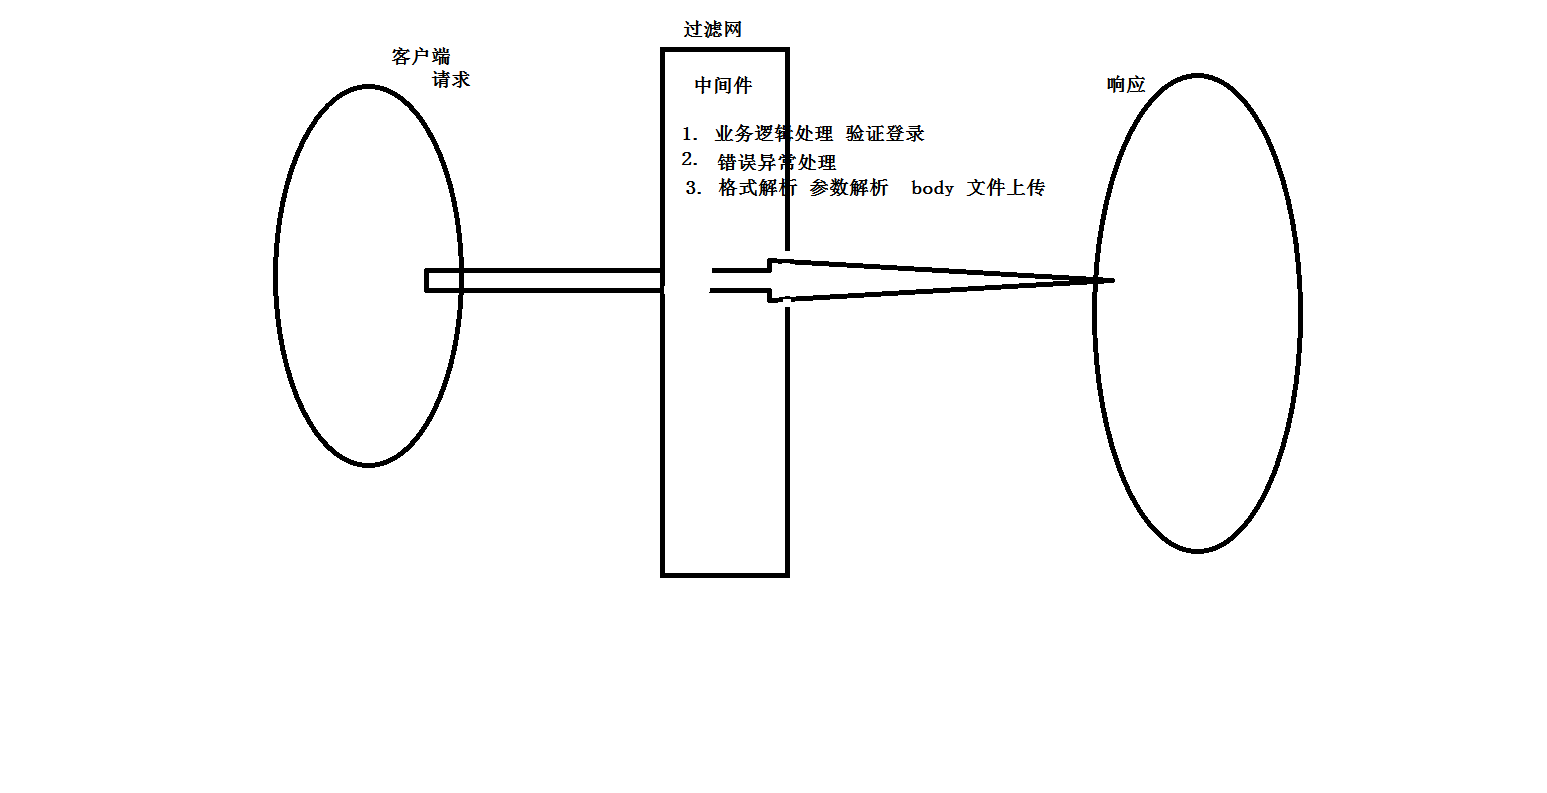 过滤网
客户端
请求
中间件
响应
1. 业务逻辑处理 验证登录
2. 错误异常处理
3. 格式解析 参数解析 body 文件上传